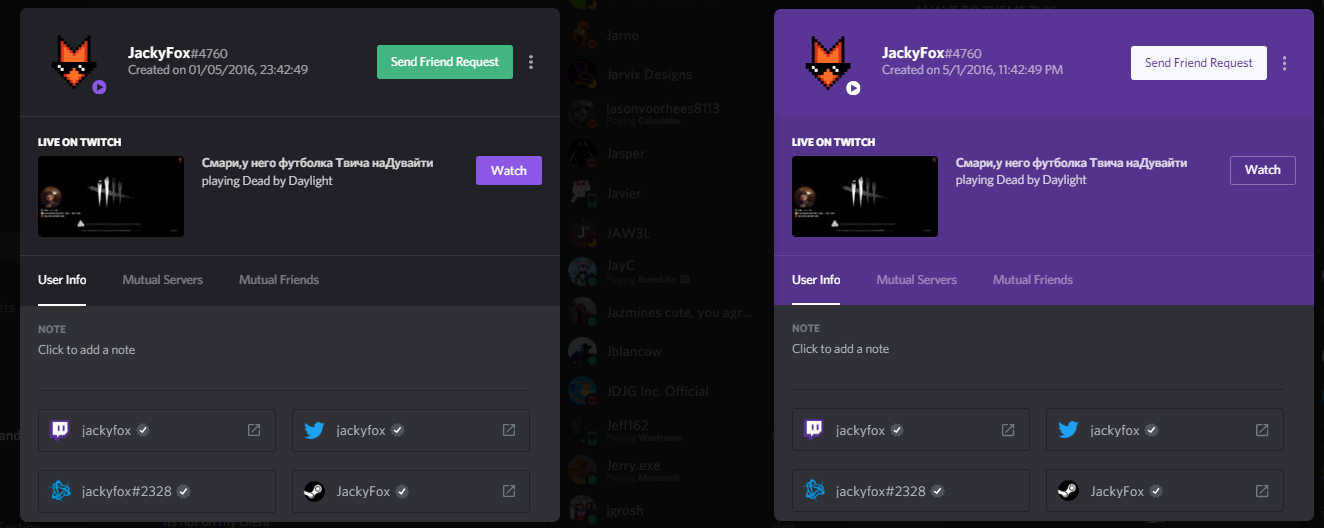 JackyFox#4760
Created on 01/05/2016, 23:42:49
Send Friend Request
LIVE ON TWITCH
Смари,у него футболка Твича наДувайти
playing Dead by Daylight
Watch
User Info
Mutual Servers
Mutual Friends
NOTE
Click to add a note
jackyfox
jackyfox
jackyfox#2328
JackyFox
Jarno
Jarvix Designs
jasonvoorhees8113
Playing Calculator
Jasper
Javier
JAW3L
JayC
Playing RuneLite
Jazmines cute, you agr...
Jblancow
JDJG Inc. Official
Jeff162
Playing Warframe
Jerry.exe
Playing Minecraft
jgrosh
JackyFox#4760
Created on 5/1/2016, 11:42:49 PM
Send Friend Request
LIVE ON TWITCH
Смари,у него футболка Твича наДувайти
playing Dead by Daylight
Watch
User Info
Mutual Servers
Mutual Friends
NOTE
Click to add a note
jackyfox
jackyfox
jackyfox#2328
JackyFox